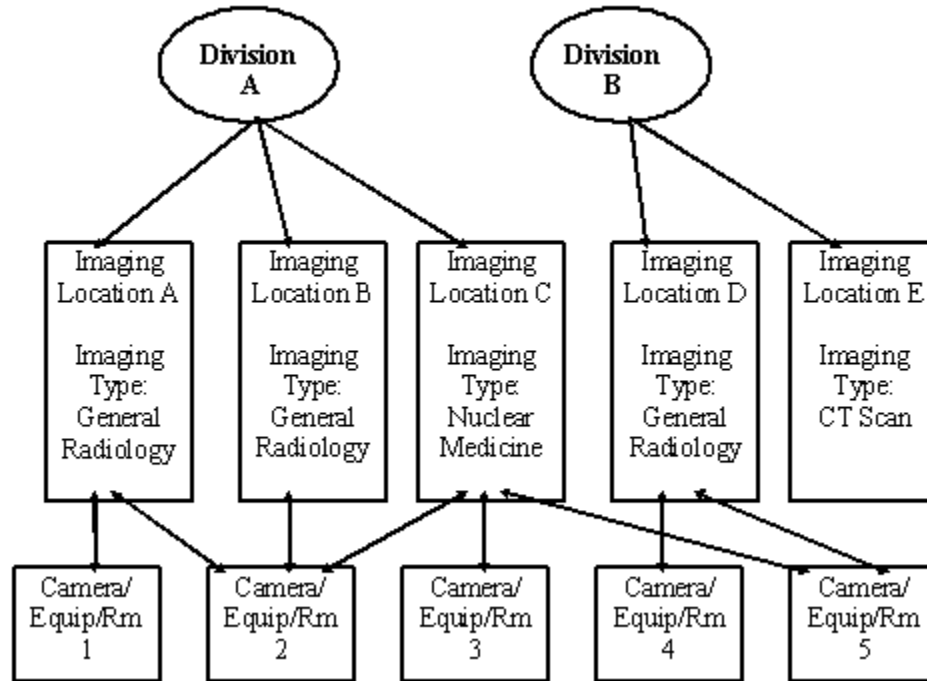 Division
A
Division
B
Imaging
Location A
Imaging
Type:
General
Radiology
Imaging
Location B
Imaging
Type:
General
Radiology
Imaging
Location C
Imaging
Type:
Nuclear
Medicine
Imaging
Location D
Imaging
Type:
General
Radiology
Imaging
Location E
Imaging
Type:
CT Scan
Camera/
Equip/Rm
1
Camera/
Equip/Rm
2
Camera/
Equip/Rm
3
Camera/
Equip/Rm
4
Camera/
Equip/Rm
5